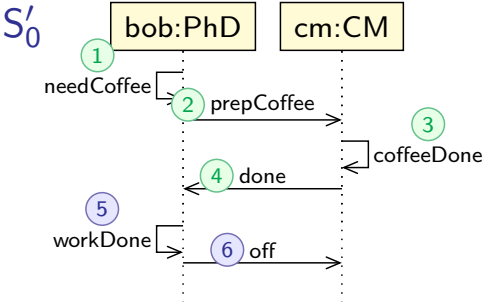 S′₀
bob:PhD
cm:CM
1
needCoffee
2 prepCoffee
3
coffeeDone
4 done
5
workDone
6 off